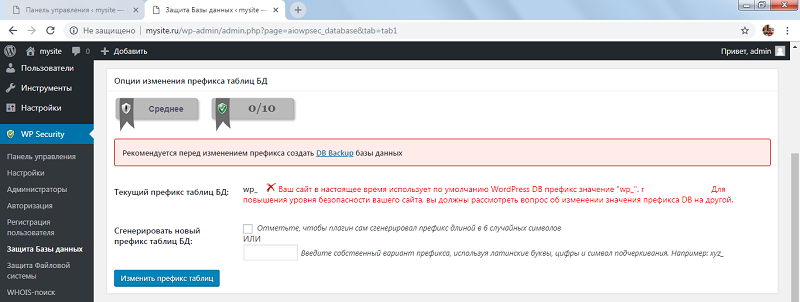 Панель управления ‹ mysite —
Защита Базы данных ‹ mysite —
Не защищено mysite.ru/wp-admin/admin.php?page=aiowpsec_database&tab=tab1
mysite 0 Добавить Привет, admin
Пользователи
Инструменты
Настройки
WP Security
Панель управления
Настройки
Администраторы
Авторизация
Регистрация
пользователя
Защита Базы данных
Защита Файловой
системы
WHOIS-поиск
Опции изменения префикса таблиц БД
Среднее 0/10
Рекомендуется перед изменением префикса создать DB Backup базы данных
Текущий префикс таблиц БД: wp_ Ваш сайт в настоящее время использует по умолчанию WordPress DB префикс значение "wp_". г Для
повышения уровня безопасности вашего сайта, вы должны рассмотреть вопрос об изменении значения префикса DB на другой.
Сгенерировать новый
префикс таблиц БД:
Отметьте, чтобы плагин сам сгенерировал префикс длиной в 6 случайных символов
ИЛИ
Введите собственный вариант префикса, используя латинские буквы, цифры и символ подчеркивания. Например: xyz_
Изменить префикс таблиц